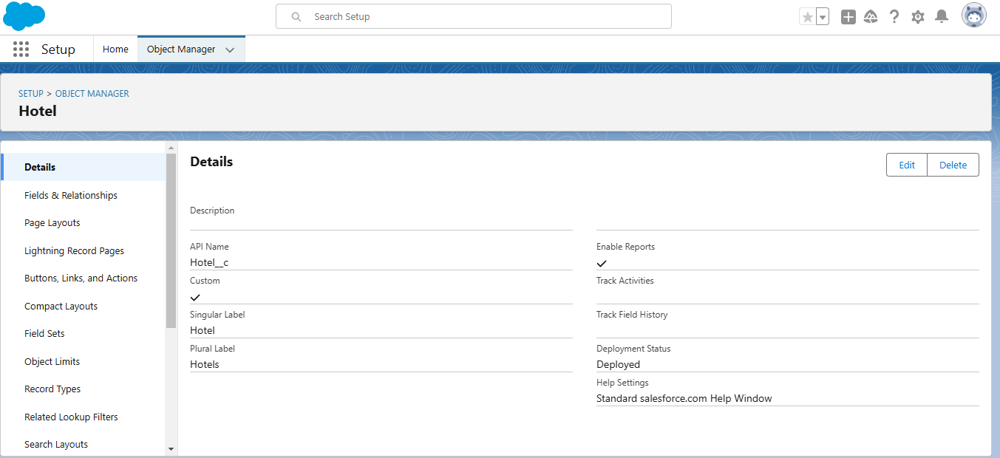 Search Setup
Setup
Home
Object Manager
SETUP > OBJECT MANAGER
Hotel
Details
Fields & Relationships
Page Layouts
Lightning Record Pages
Buttons, Links, and Actions
Compact Layouts
Field Sets
Object Limits
Record Types
Related Lookup Filters
Search Layouts
Details
Edit
Delete
Description
API Name
Hotel__c
Custom
Singular Label
Hotel
Plural Label
Hotels
Enable Reports
Track Activities
Track Field History
Deployment Status
Deployed
Help Settings
Standard salesforce.com Help Window